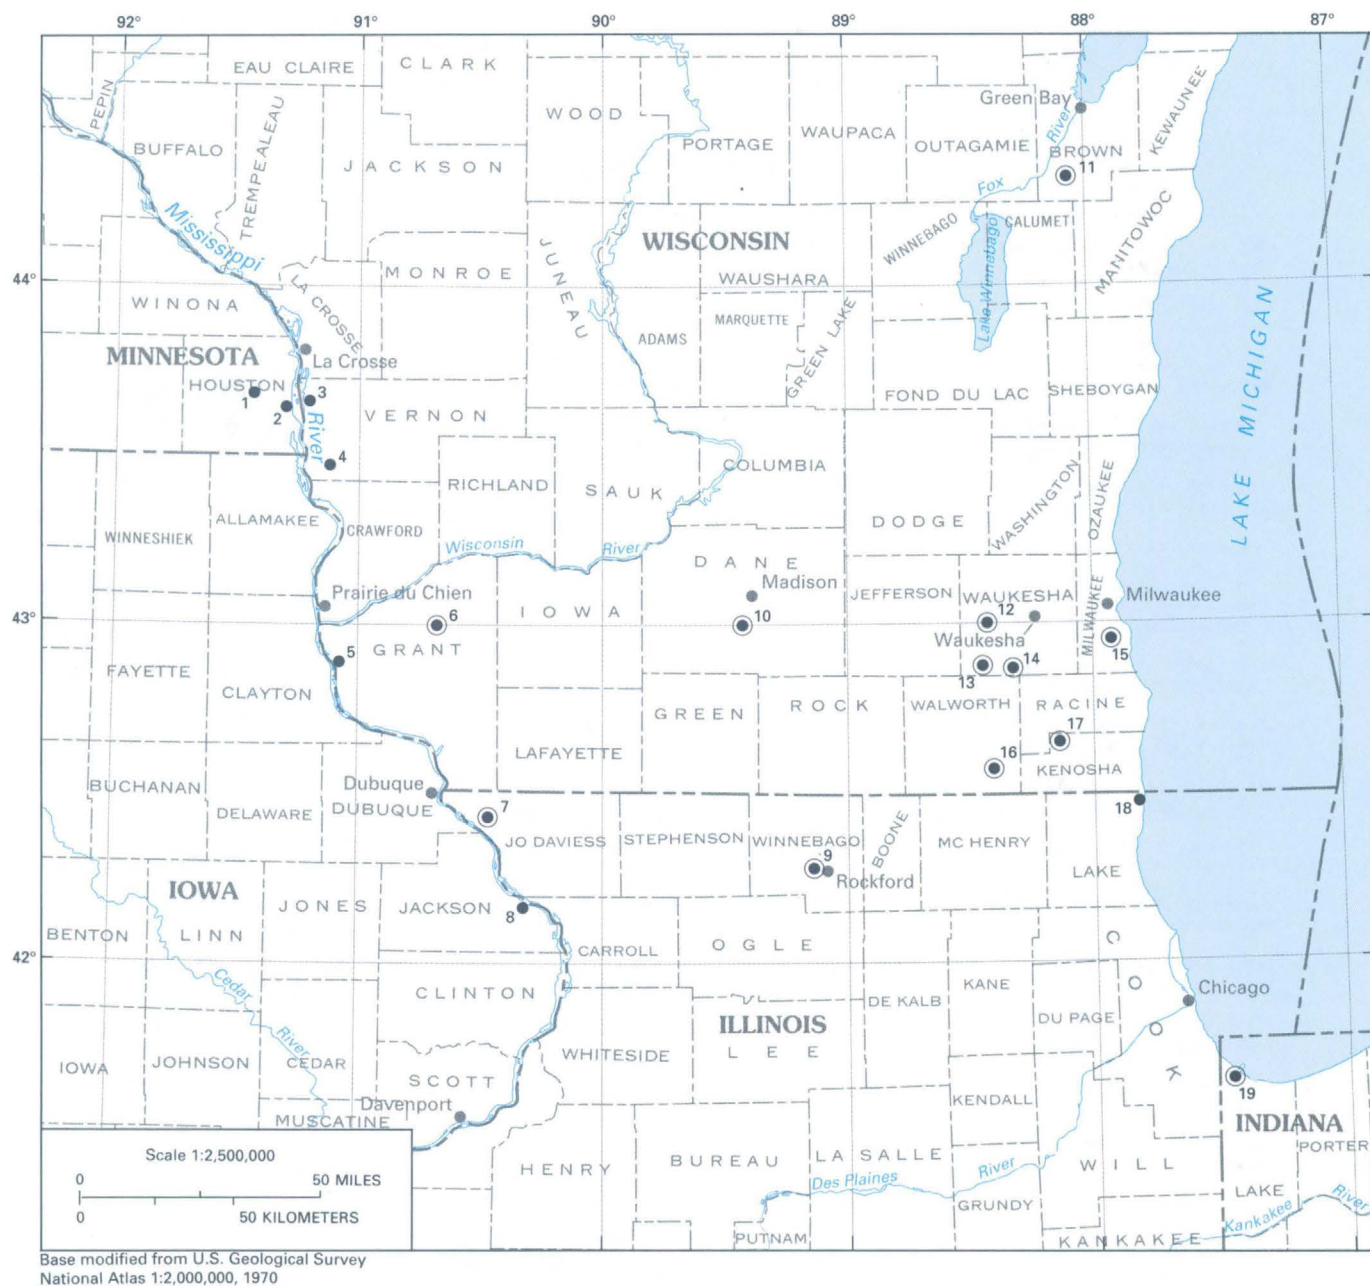 92°
91°
90°
89°
88°
87°
EAU CLAIRE
CLARK
PEPIN
WOOD
Green Bay
River
KEWAUNEE
BUFFALO
TREMPEALEAU
JACKSON
PORTAGE
WAUPACA
OUTAGAMIE
BROWN
11
Fox
Mississippi
JUNEAU
WISCONSIN
WINNEBAGO
CALUMET
MANITOWOC
44°
MONROE
WAUSHARA
Lake Winnebago
WINONA
LA CROSSE
ADAMS
MARQUETTE
GREEN LAKE
LAKE MICHIGAN
MINNESOTA
La Crosse
HOUSTON
1
2
3
River
VERNON
FOND DU LAC
SHEBOYGAN
4
RICHLAND
SAUK
COLUMBIA
WINNESHIEK
ALLAMAKEE
CRAWFORD
Wisconsin
River
DODGE
WASHINGTON
OZAUKEE
DANE
Madison
JEFFERSON
WAUKESHA
MILWAUKEE
Milwaukee
Prairie du Chien
43°
6
IOWA
10
12
Waukesha
15
5
GRANT
13
14
FAYETTE
CLAYTON
GREEN
ROCK
WALWORTH
RACINE
17
LAFAYETTE
16
KENOSHA
BUCHANAN
Dubuque
DELAWARE
DUBUQUE
7
18
JO DAVIESS
STEPHENSON
WINNEBAGO
BOONE
MC HENRY
9
Rockford
LAKE
IOWA
JONES
JACKSON
8
BENTON
LINN
CARROLL
OGLE
COOK
42°
Cedar
River
CLINTON
KANE
DE KALB
Chicago
ILLINOIS
DU PAGE
IOWA
JOHNSON
CEDAR
WHITESIDE
LEE
SCOTT
19
Davenport
KENDALL
MUSCATINE
INDIANA
PORTER
Scale 1:2,500,000
HENRY
BUREAU
LA SALLE
WILL
0 50 MILES
Des Plaines
River
LAKE
0 50 KILOMETERS
GRUNDY
Kankakee
River
PUTNAM
KANKAKEE
Base modified from U.S. Geological Survey
National Atlas 1:2,000,000, 1970